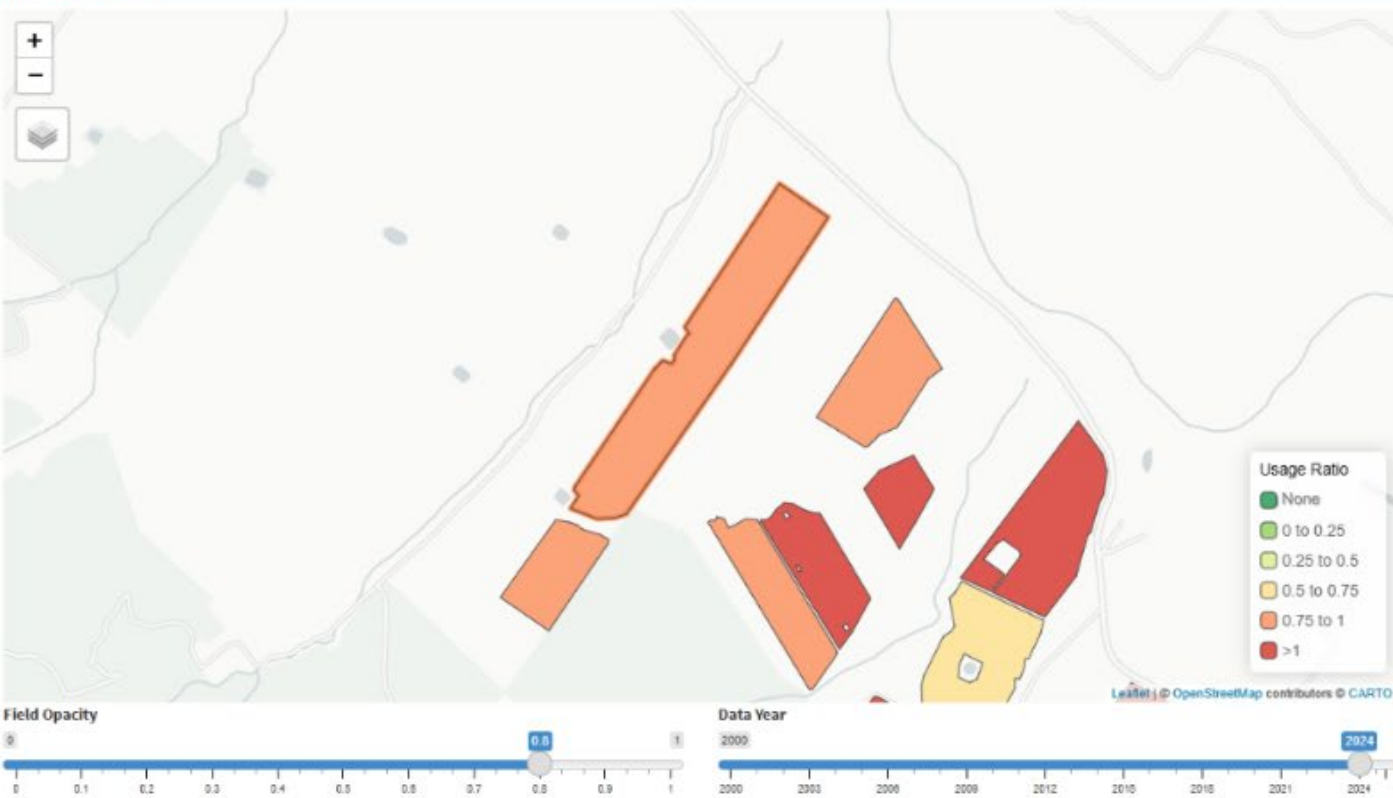 +
−
Usage Ratio
None
0 to 0.25
0.25 to 0.5
0.5 to 0.75
0.75 to 1
>1
Leaflet | © OpenStreetMap contributors © CARTO
Field Opacity
0 0.8 1
0 0.1 0.2 0.3 0.4 0.5 0.6 0.7 0.8 0.9 1
Data Year
2000 2024
2000 2003 2006 2009 2012 2015 2018 2021 2024